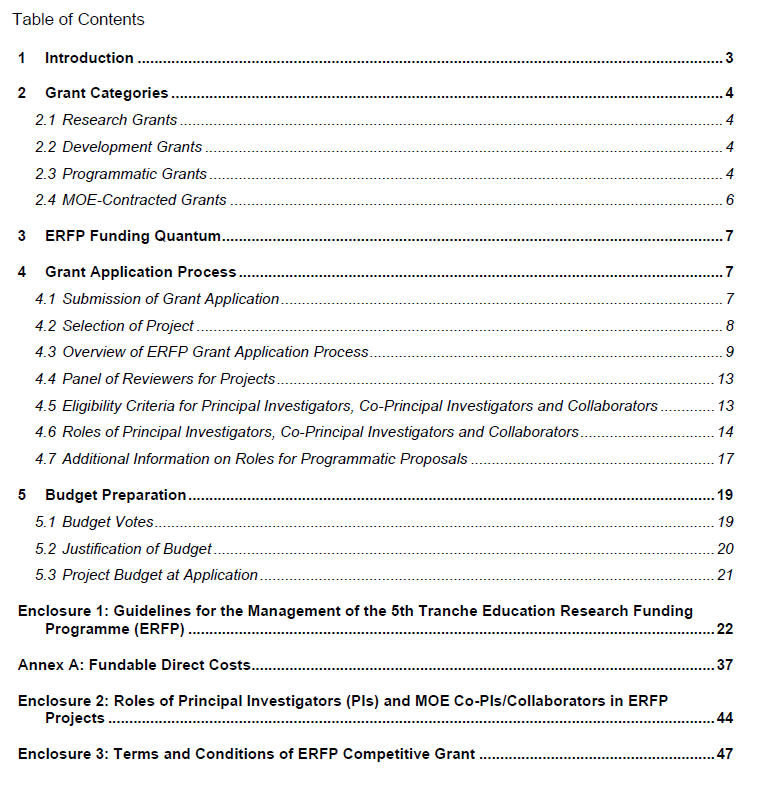 Table of Contents
1 Introduction ........................................................................................................................................... 3
2 Grant Categories .................................................................................................................................. 4
2.1 Research Grants ................................................................................................................................ 4
2.2 Development Grants .......................................................................................................................... 4
2.3 Programmatic Grants ......................................................................................................................... 4
2.4 MOE-Contracted Grants .................................................................................................................... 6
3 ERFP Funding Quantum ...................................................................................................................... 7
4 Grant Application Process ................................................................................................................... 7
4.1 Submission of Grant Application ........................................................................................................ 7
4.2 Selection of Project ............................................................................................................................ 8
4.3 Overview of ERFP Grant Application Process ................................................................................... 9
4.4 Panel of Reviewers for Projects ....................................................................................................... 13
4.5 Eligibility Criteria for Principal Investigators, Co-Principal Investigators and Collaborators ............. 13
4.6 Roles of Principal Investigators, Co-Principal Investigators and Collaborators ................................ 14
4.7 Additional Information on Roles for Programmatic Proposals .......................................................... 17
5 Budget Preparation ............................................................................................................................. 19
5.1 Budget Votes .................................................................................................................................... 19
5.2 Justification of Budget ...................................................................................................................... 20
5.3 Project Budget at Application ........................................................................................................... 21
Enclosure 1: Guidelines for the Management of the 5th Tranche Education Research Funding
Programme (ERFP) ............................................................................................................................. 22
Annex A: Fundable Direct Costs ............................................................................................................. 37
Enclosure 2: Roles of Principal Investigators (PIs) and MOE Co-PIs/Collaborators in ERFP
Projects ................................................................................................................................................ 44
Enclosure 3: Terms and Conditions of ERFP Competitive Grant ........................................................ 47